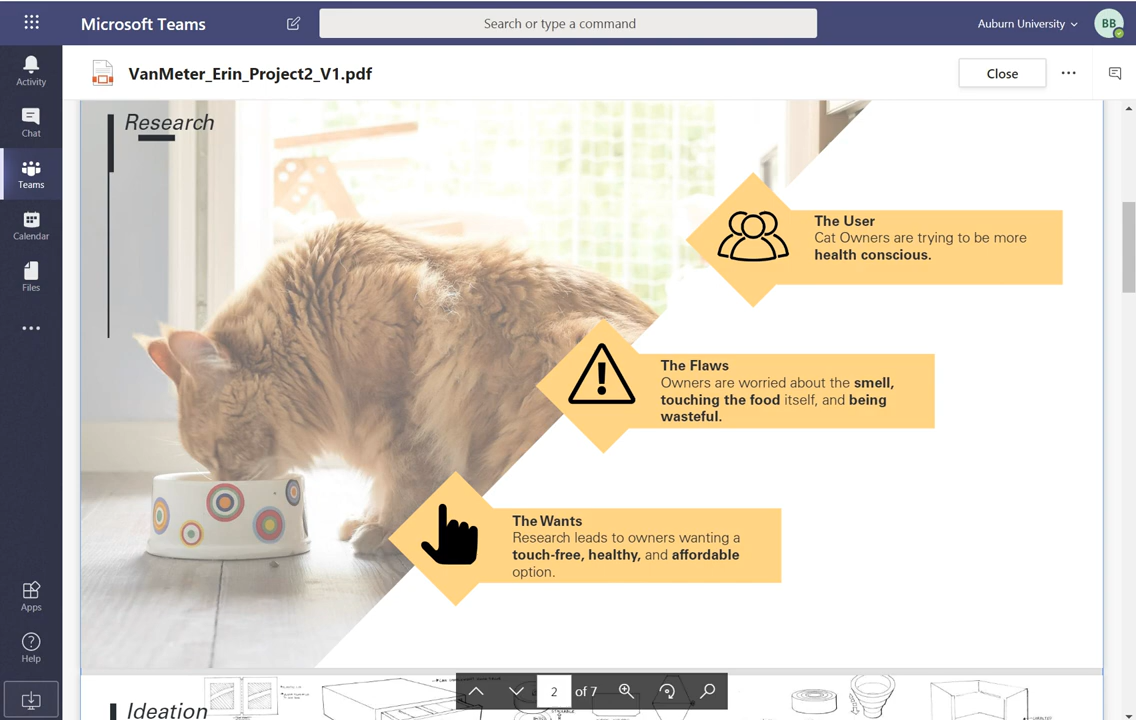 Microsoft Teams
Search or type a command
Auburn University
BB
Activity
Chat
Teams
Calendar
Files
Apps
Help
VanMeter_Erin_Project2_V1.pdf
Close
Research
The User
Cat Owners are trying to be more
health conscious.
The Flaws
Owners are worried about the smell,
touching the food itself, and being
wasteful.
The Wants
Research leads to owners wanting a
touch-free, healthy, and affordable
option.
Ideation
2 of 7